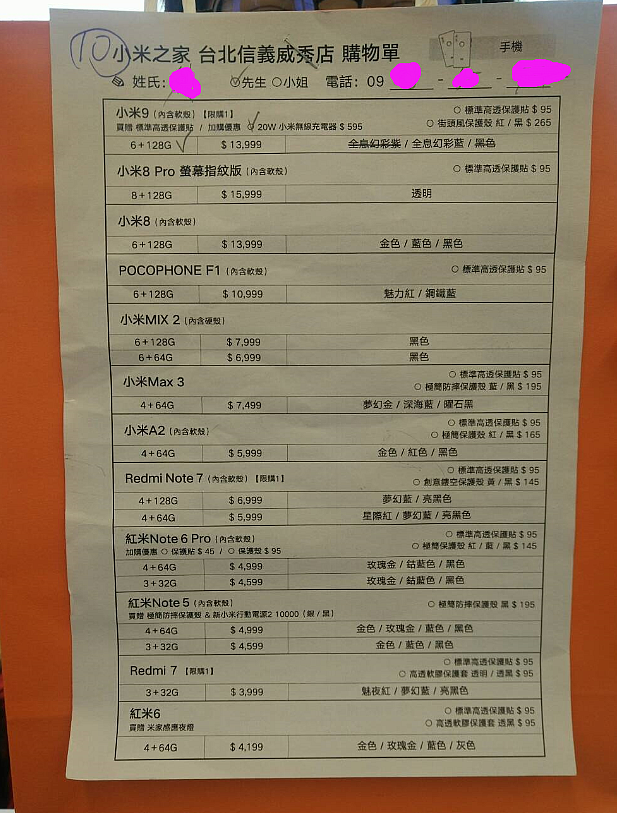 10 小米之家 台北信義威秀店 購物單 手機
姓氏: 先生 ○小姐 電話: 09 - -
小米9 (內含軟殼) 【限購1】 ○ 標準高透保護貼 $ 95
買贈 標準高透保護貼 / 加購優惠 ○ 20W 小米無線充電器 $ 595 ○ 街頭風保護殼 紅 / 黑 $ 265
6+128G $ 13,999 全息幻彩紫 / 全息幻彩藍 / 黑色
小米8 Pro 螢幕指紋版 (內含軟殼) ○ 標準高透保護貼 $ 95
8+128G $ 15,999 透明
小米8 (內含軟殼)
6+128G $ 13,999 金色 / 藍色 / 黑色
POCOPHONE F1 (內含軟殼) ○ 標準高透保護貼 $ 95
6+128G $ 10,999 魅力紅 / 鋼鐵藍
小米MIX 2 (內含硬殼)
6+128G $ 7,999 黑色
6+64G $ 6,999 黑色
小米Max 3 ○ 標準高透保護貼 $ 95
○ 極簡防摔保護殼 藍 / 黑 $ 195
4+64G $ 7,499 夢幻金 / 深海藍 / 曜石黑
小米A2 (內含軟殼) ○ 標準高透保護貼 $ 95
○ 極簡保護殼 紅 / 黑 $ 165
4+64G $ 5,999 金色 / 紅色 / 黑色
Redmi Note 7 (內含軟殼) 【限購1】 ○ 標準高透保護貼 $ 95
○ 創意鏤空保護殼 黃 / 黑 $ 145
4+128G $ 6,999 夢幻藍 / 亮黑色
4+64G $ 5,999 星際紅 / 夢幻藍 / 亮黑色
紅米Note 6 Pro (內含軟殼) ○ 標準高透保護貼 $ 95
加購優惠 ○ 保護貼 $ 45 / ○ 保護殼 $ 95 ○ 極簡保護殼 紅 / 藍 / 黑 $ 145
4+64G $ 4,999 玫瑰金 / 鈷藍色 / 黑色
3+32G $ 4,599 玫瑰金 / 鈷藍色 / 黑色
紅米Note 5 (內含軟殼) ○ 極簡防摔保護殼 黑 $ 195
買贈 極簡防摔保護殼 & 新小米行動電源2 10000 (銀 / 黑)
4+64G $ 4,999 金色 / 玫瑰金 / 藍色 / 黑色
3+32G $ 4,599 金色 / 藍色 / 黑色
Redmi 7 【限購1】 ○ 標準高透保護貼 $ 95
○ 高透軟膠保護套 透明 / 透黑 $ 95
3+32G $ 3,999 魅夜紅 / 夢幻藍 / 亮黑色
紅米6 ○ 標準高透保護貼 $ 95
買贈 米家感應夜燈 ○ 高透軟膠保護套 透黑 $ 95
4+64G $ 4,199 金色 / 玫瑰金 / 藍色 / 灰色